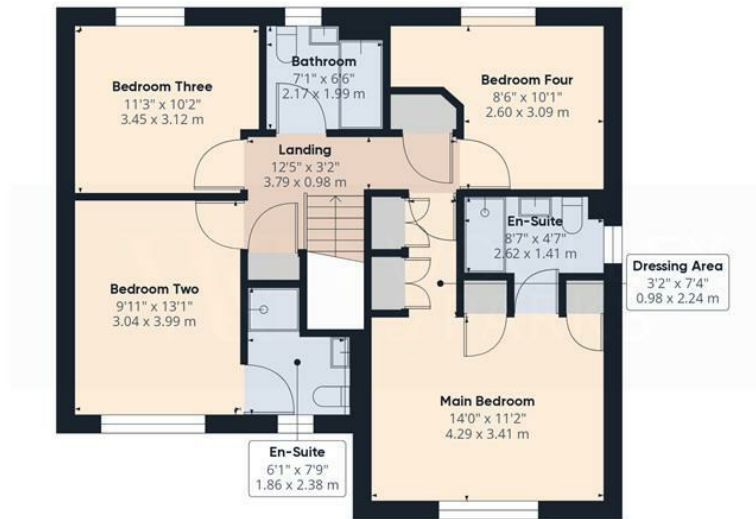 Bedroom Three
11'3" x 10'2"
3.45 x 3.12 m
Bathroom
7'1" x 6'6"
2.17 x 1.99 m
Bedroom Four
8'6" x 10'1"
2.60 x 3.09 m
Landing
12'5" x 3'2"
3.79 x 0.98 m
En-Suite
8'7" x 4'7"
2.62 x 1.41 m
Dressing Area
3'2" x 7'4"
0.98 x 2.24 m
Bedroom Two
9'11" x 13'1"
3.04 x 3.99 m
Main Bedroom
14'0" x 11'2"
4.29 x 3.41 m
En-Suite
6'1" x 7'9"
1.86 x 2.38 m